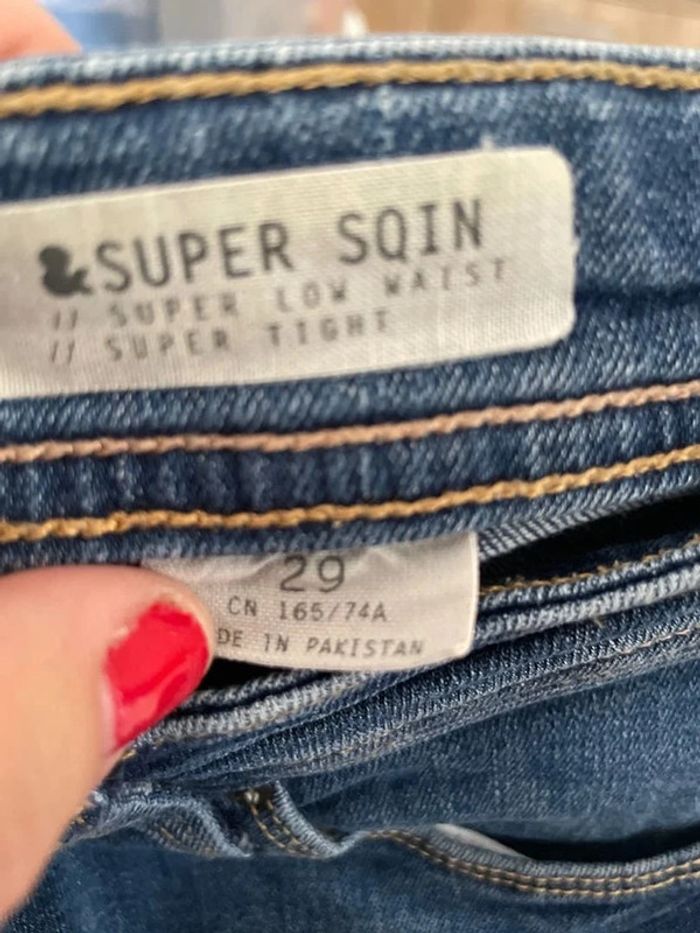 &SUPER SQIN
// SUPER LOW WAIST
// SUPER TIGHT
29
CN 165/74A
DE IN PAKISTAN